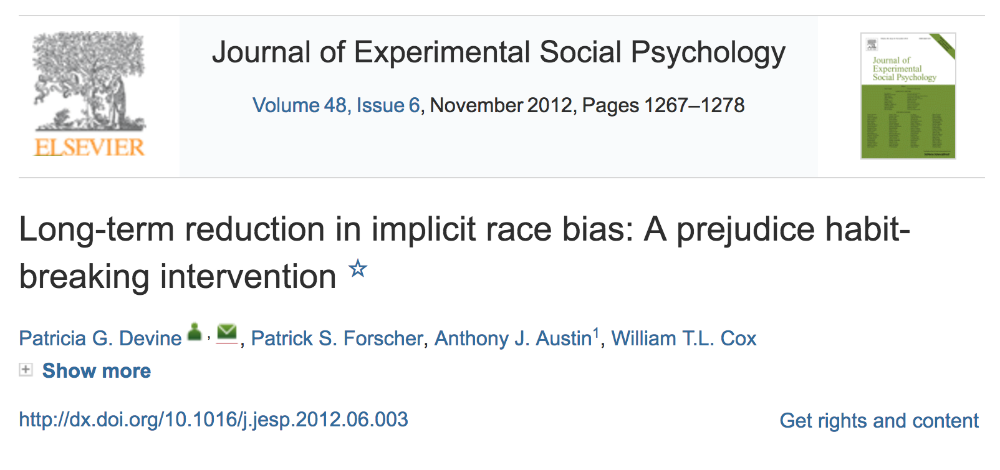 Journal of Experimental Social Psychology
Volume 48, Issue 6, November 2012, Pages 1267–1278
ELSEVIER
Journal of
Experimental
Social Psychology
Long-term reduction in implicit race bias: A prejudice habit-
breaking intervention ☆
Patricia G. Devine , , Patrick S. Forscher, Anthony J. Austin1, William T.L. Cox
Show more
http://dx.doi.org/10.1016/j.jesp.2012.06.003
Get rights and content